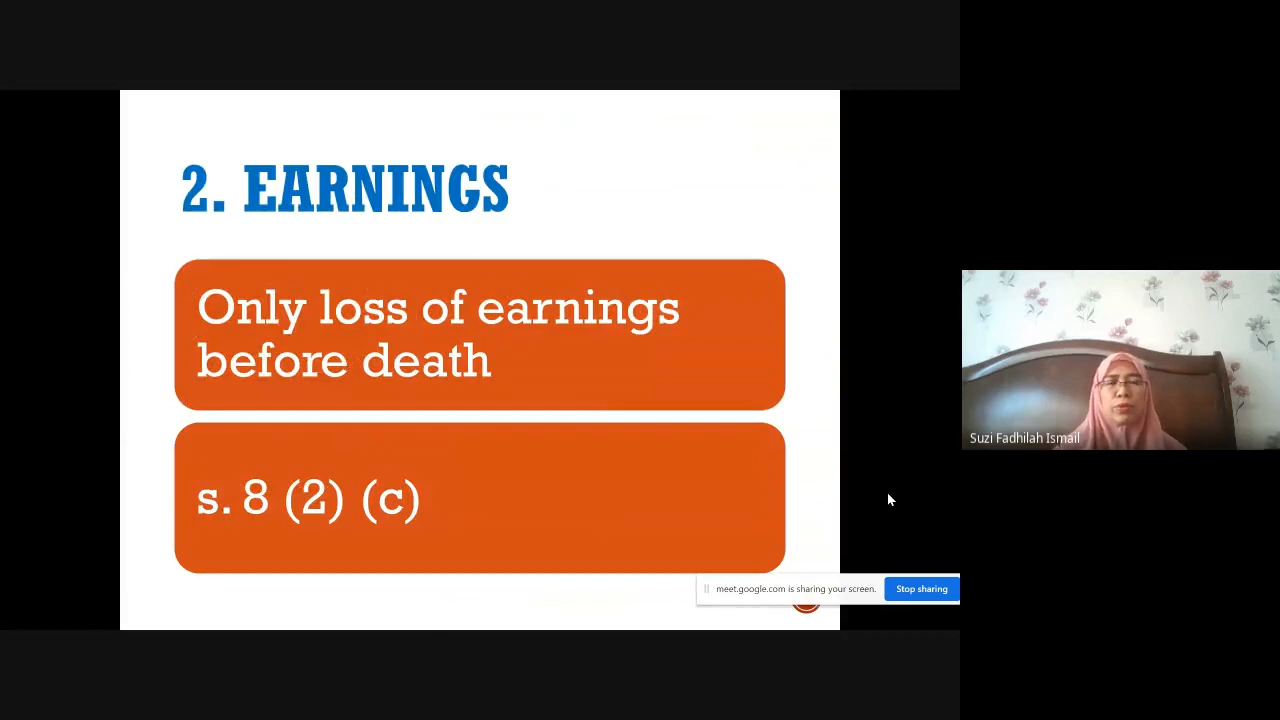 2. EARNINGS
Only loss of earnings
before death
s. 8 (2) (c)
Suzi Fadhilah Ismail
meet.google.com is sharing your screen.
Stop sharing